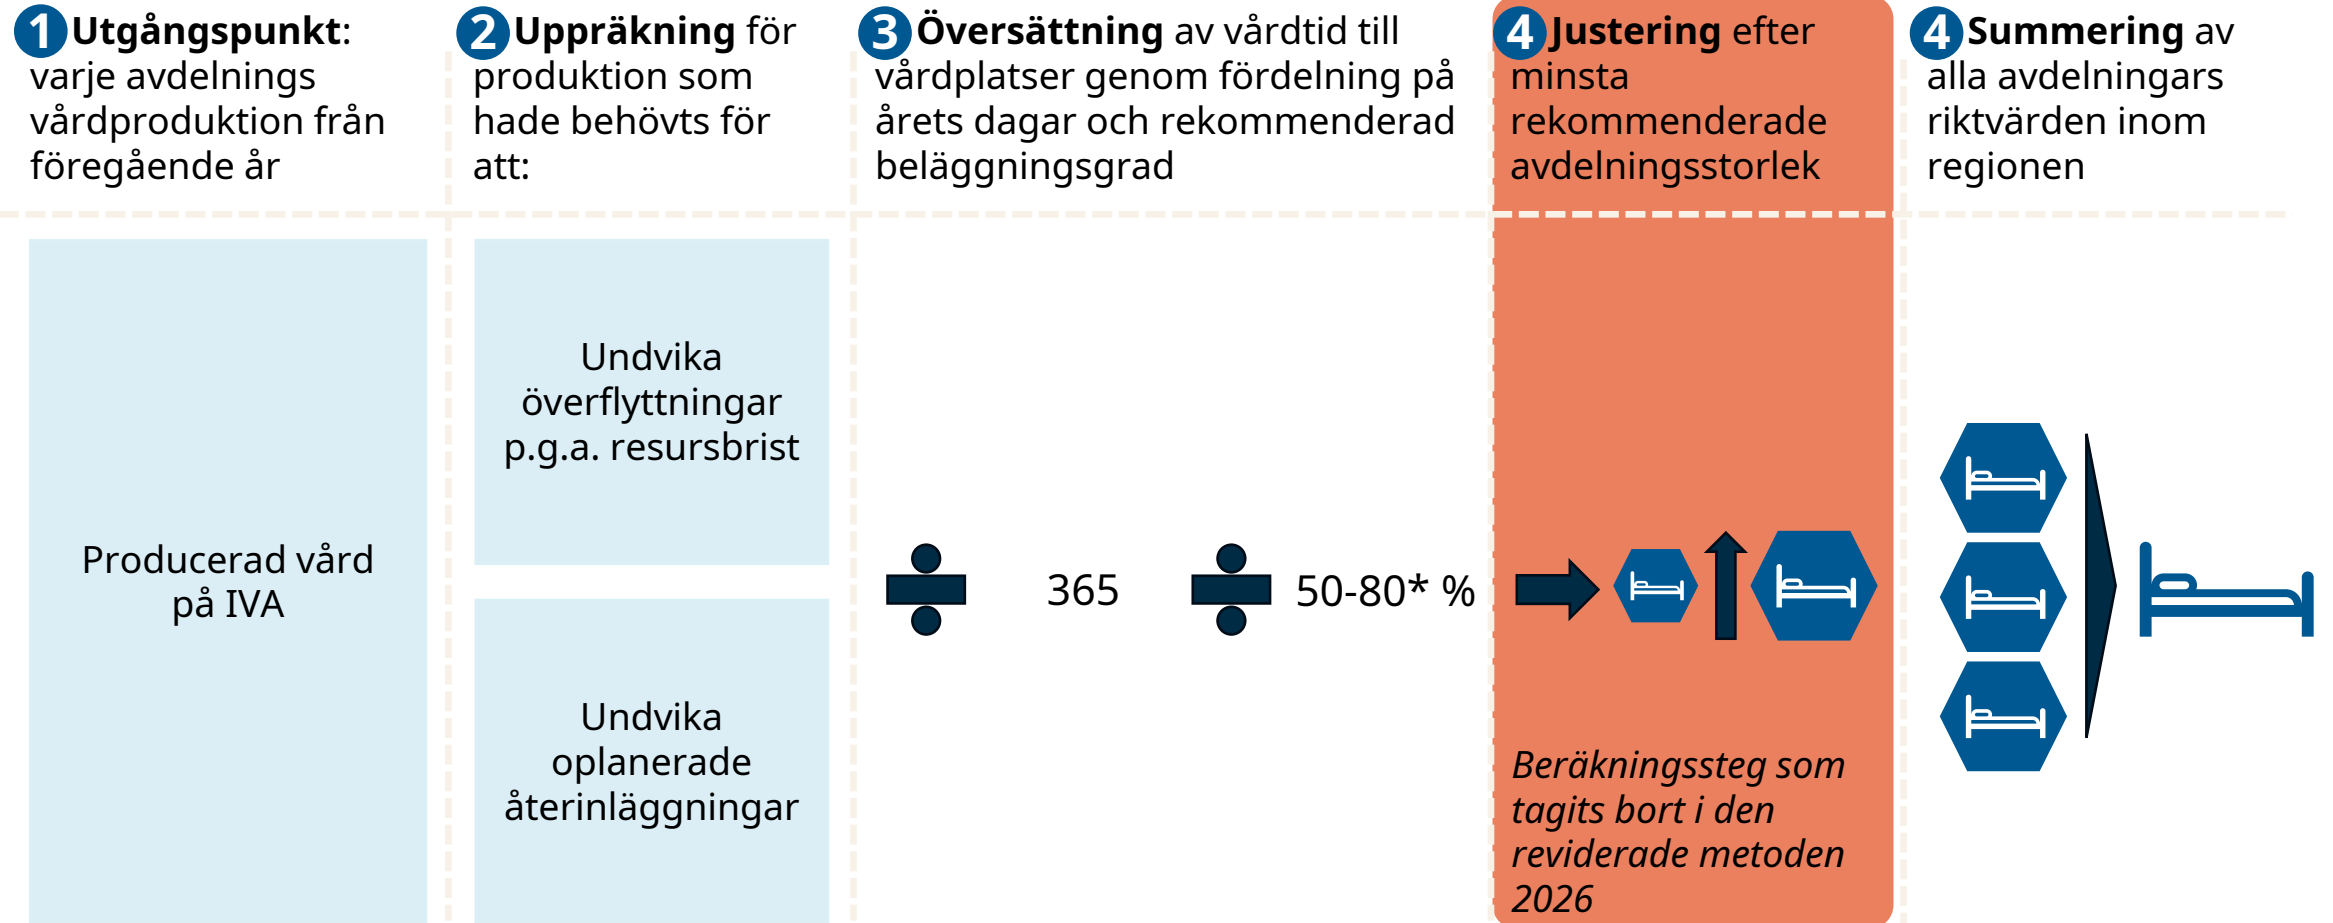 1 Utgångspunkt:
varje avdelnings
vårdproduktion från
föregående år
2 Uppräkning för
produktion som
hade behövts för
att:
3 Översättning av vårdtid till
vårdplatser genom fördelning på
årets dagar och rekommenderad
beläggningsgrad
4 Justering efter
minsta
rekommenderade
avdelningsstorlek
4 Summering av
alla avdelningars
riktvärden inom
regionen
Producerad vård
på IVA
Undvika
överflyttningar
p.g.a. resursbrist
Undvika
oplanerade
återinläggningar
365
50-80* %
Beräkningssteg som
tagits bort i den
reviderade metoden
2026